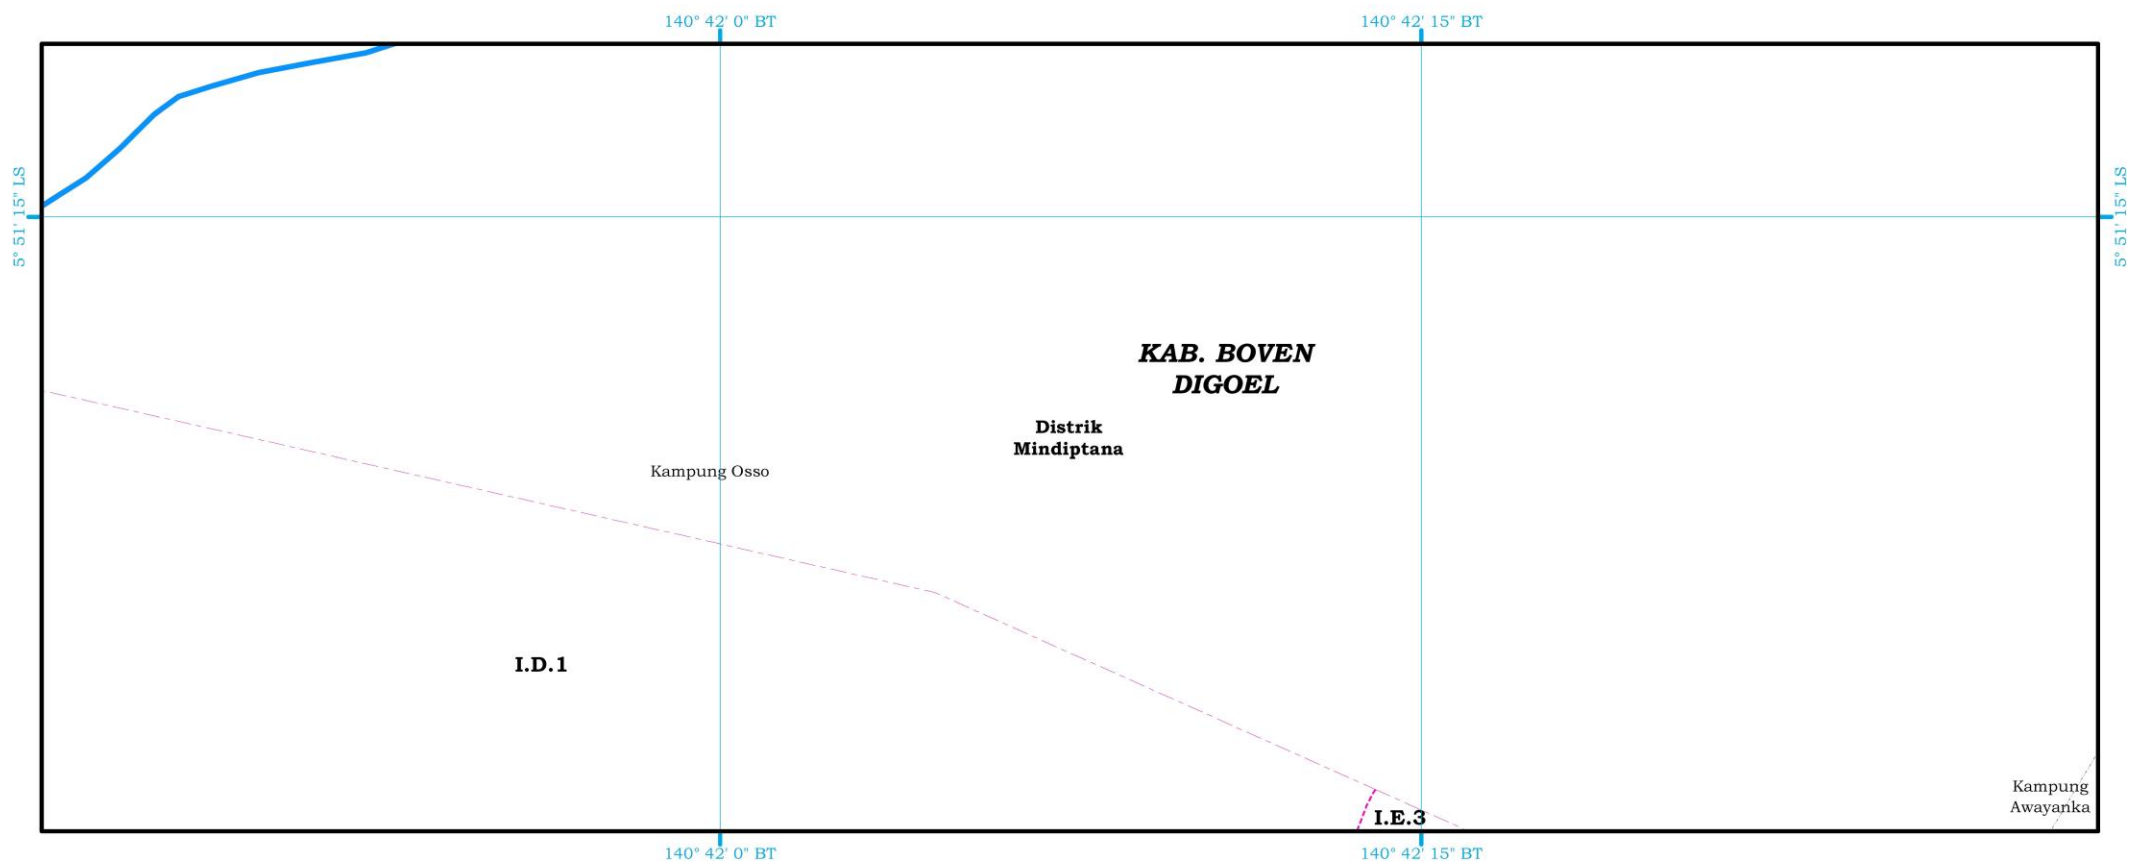 140° 42' 0" BT
140° 42' 15" BT
5° 51' 15" LS
5° 51' 15" LS
KAB. BOVEN
DIGOEL
Distrik
Mindiptana
Kampung Osso
I.D.1
Kampung
Awayanka
I.E.3
140° 42' 0" BT
140° 42' 15" BT